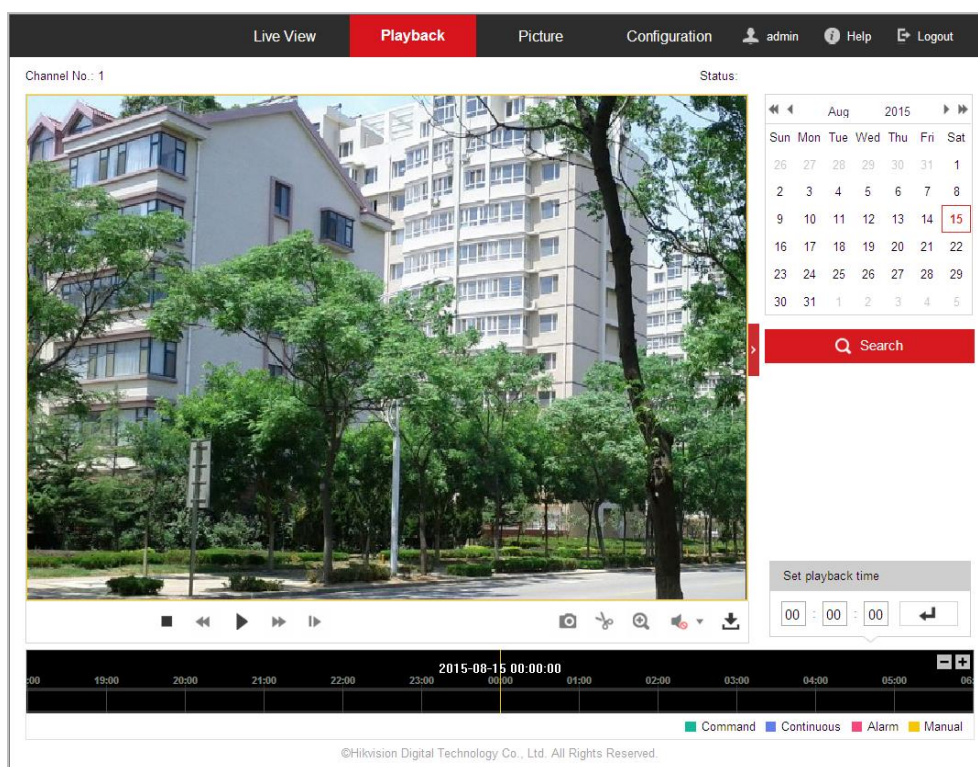 Live View Playback Picture Configuration admin Help Logout
Channel No.: 1 Status:
Aug 2015
Sun Mon Tue Wed Thu Fri Sat
26 27 28 29 30 31 1
2 3 4 5 6 7 8
9 10 11 12 13 14 15
16 17 18 19 20 21 22
23 24 25 26 27 28 29
30 31 1 2 3 4 5
Search
Set playback time
00 : 00 : 00
2015-08-15 00:00:00
:00 19:00 20:00 21:00 22:00 23:00 00:00 01:00 02:00 03:00 04:00 05:00 06:
Command Continuous Alarm Manual
©Hikvision Digital Technology Co., Ltd. All Rights Reserved.